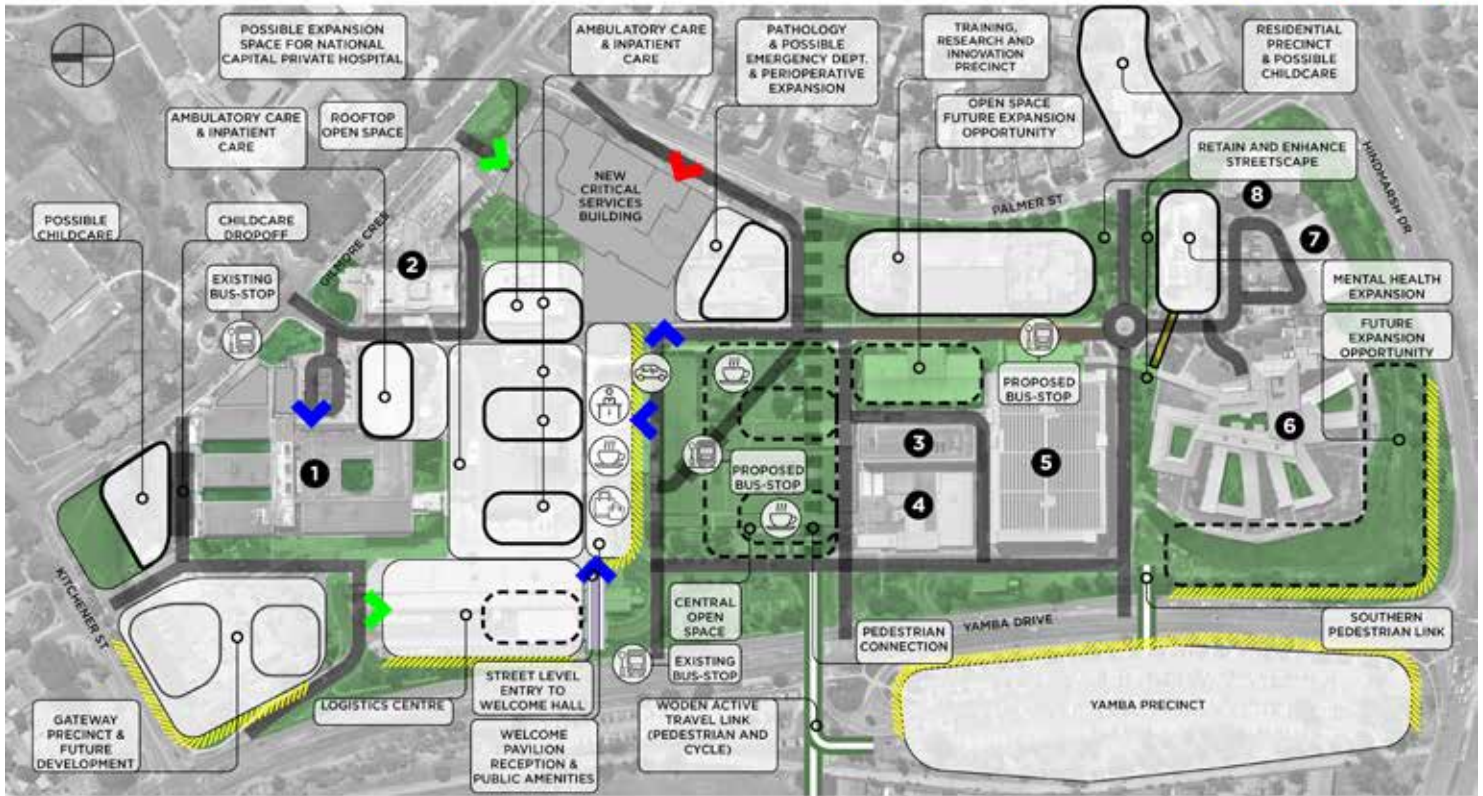 POSSIBLE EXPANSION
SPACE FOR NATIONAL
CAPITAL PRIVATE HOSPITAL
AMBULATORY CARE
& INPATIENT
CARE
PATHOLOGY
& POSSIBLE
EMERGENCY DEPT.
& PERIOPERATIVE
EXPANSION
TRAINING,
RESEARCH AND
INNOVATION
PRECINCT
RESIDENTIAL
PRECINCT
& POSSIBLE
CHILDCARE
AMBULATORY CARE
& INPATIENT
CARE
ROOFTOP
OPEN SPACE
OPEN SPACE
FUTURE EXPANSION
OPPORTUNITY
RETAIN AND ENHANCE
STREETSCAPE
HINDMARSH DR
NEW
CRITICAL
SERVICES
BUILDING
PALMER ST
8
7
POSSIBLE
CHILDCARE
CHILDCARE
DROPOFF
GILMORE CRES
2
EXISTING
BUS-STOP
MENTAL HEALTH
EXPANSION
FUTURE
EXPANSION
OPPORTUNITY
PROPOSED
BUS-STOP
6
1
3
5
PROPOSED
BUS-STOP
4
KITCHENER ST
CENTRAL
OPEN
SPACE
YAMBA DRIVE
PEDESTRIAN
CONNECTION
SOUTHERN
PEDESTRIAN LINK
EXISTING
BUS-STOP
STREET LEVEL
ENTRY TO
WELCOME HALL
LOGISTICS CENTRE
WODEN ACTIVE
TRAVEL LINK
(PEDESTRIAN AND
CYCLE)
YAMBA PRECINCT
GATEWAY
PRECINCT &
FUTURE
DEVELOPMENT
WELCOME
PAVILION
RECEPTION &
PUBLIC AMENITIES